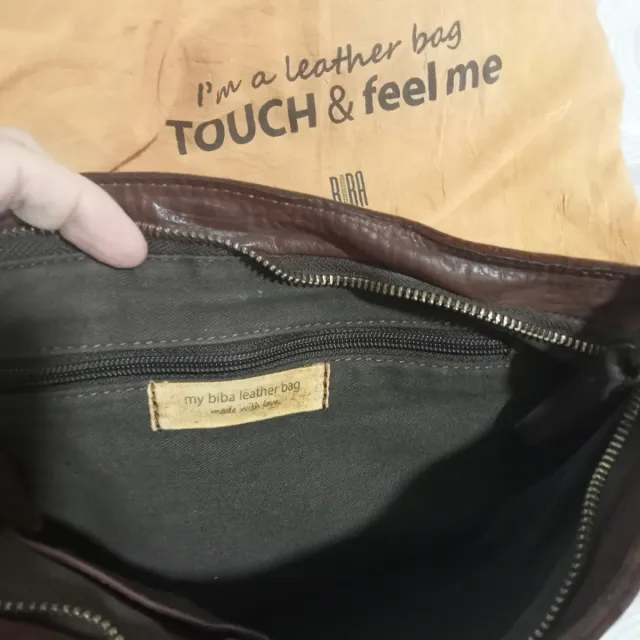 I'm a leather bag
TOUCH & feel me
BIBA
my biba leather bag
made with love.